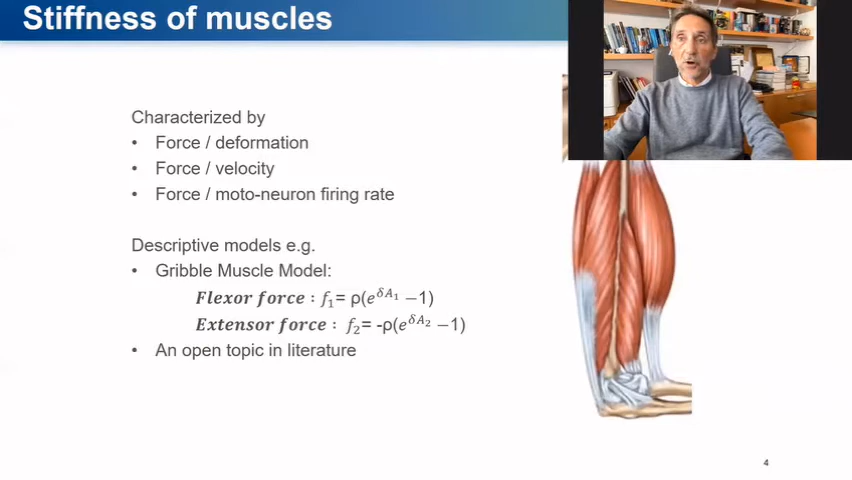 Stiffness of muscles
Characterized by
• Force / deformation
• Force / velocity
• Force / moto-neuron firing rate
Descriptive models e.g.
• Gribble Muscle Model:
Flexor force : f₁= ρ(e^δA₁ −1)
Extensor force : f₂= -ρ(e^δA₂ −1)
• An open topic in literature
4